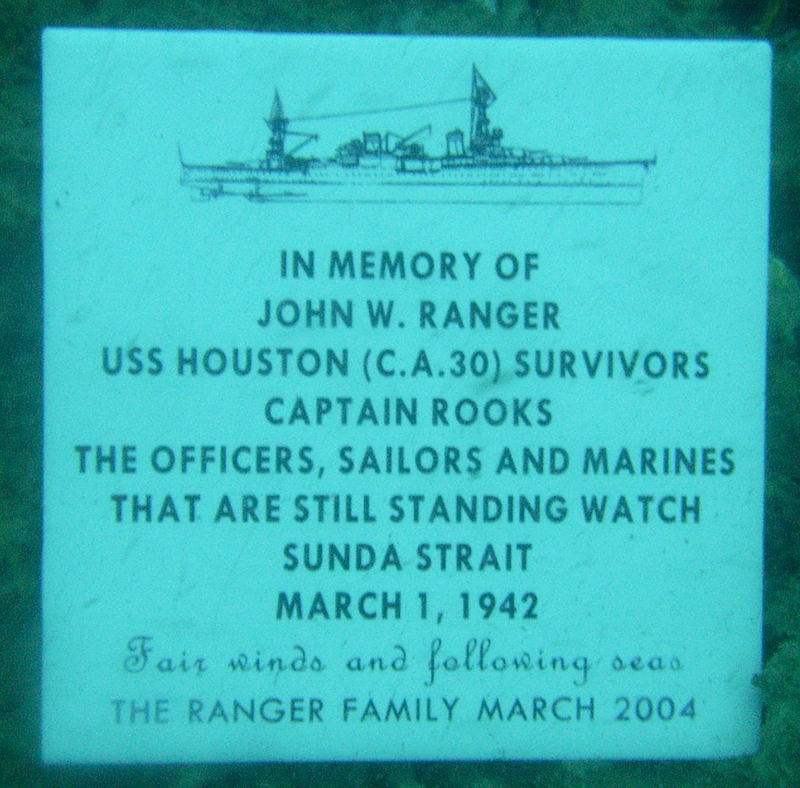 IN MEMORY OF
JOHN W. RANGER
USS HOUSTON (C.A.30) SURVIVORS
CAPTAIN ROOKS
THE OFFICERS, SAILORS AND MARINES
THAT ARE STILL STANDING WATCH
SUNDA STRAIT
MARCH 1, 1942
Fair winds and following seas
THE RANGER FAMILY MARCH 2004